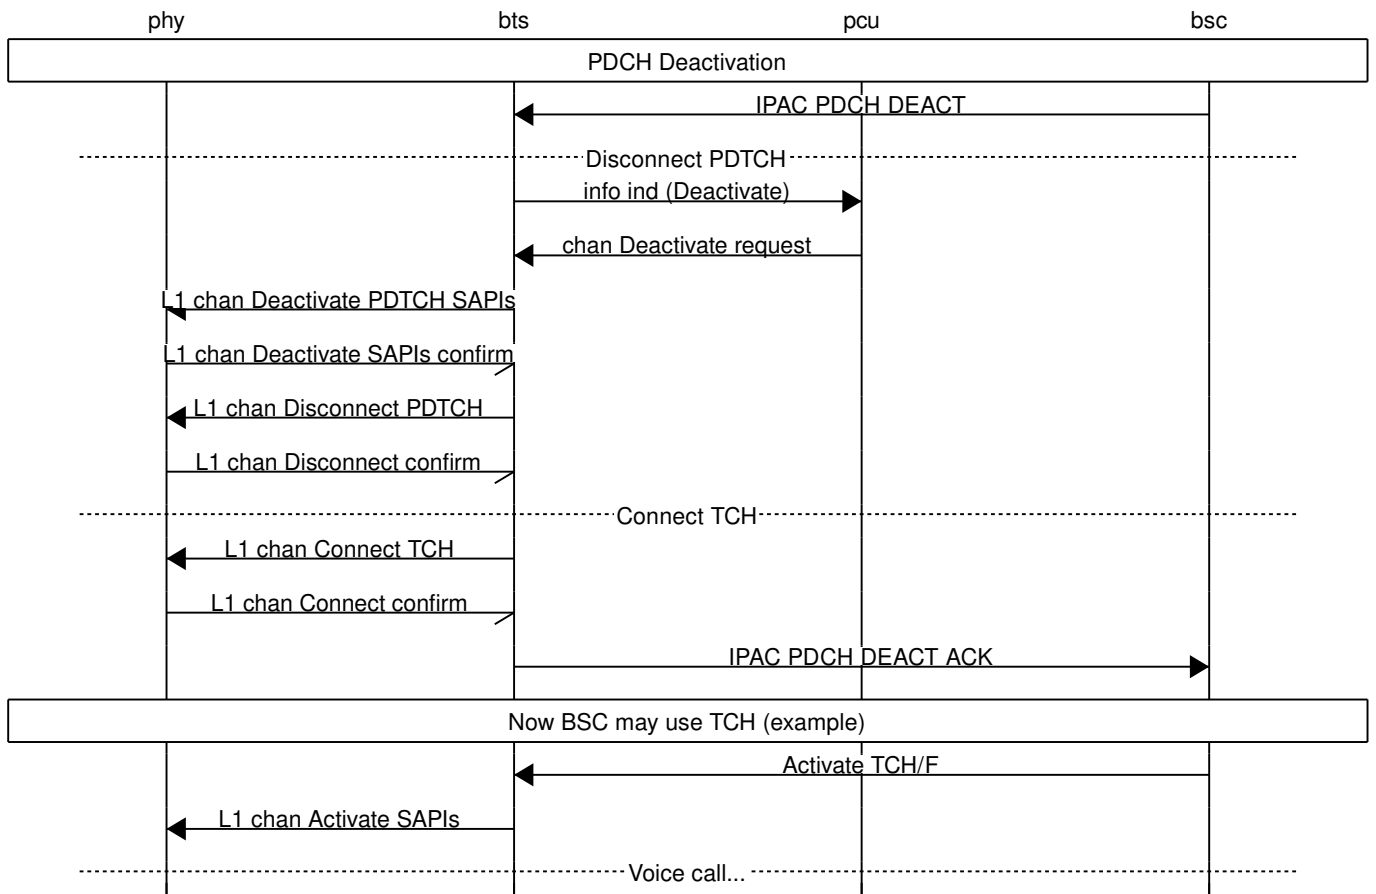 phy bts pcu bsc
PDCH Deactivation
IPAC PDCH DEACT
Disconnect PDTCH
info ind (Deactivate)
chan Deactivate request
L1 chan Deactivate PDTCH SAPIs
L1 chan Deactivate SAPIs confirm
L1 chan Disconnect PDTCH
L1 chan Disconnect confirm
Connect TCH
L1 chan Connect TCH
L1 chan Connect confirm
IPAC PDCH DEACT ACK
Now BSC may use TCH (example)
Activate TCH/F
L1 chan Activate SAPIs
Voice call...